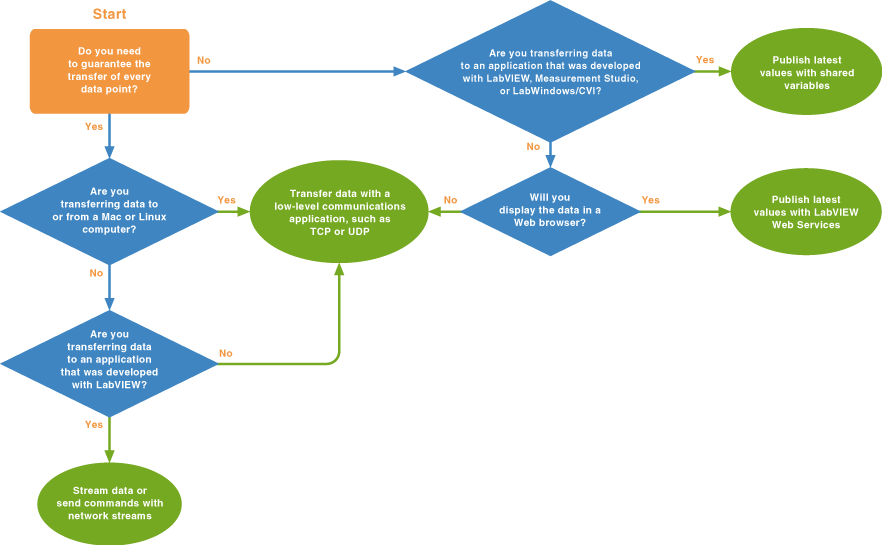 Start
Do you need
to guarantee the
transfer of every
data point?
No
Are you transferring data
to an application that was developed
with LabVIEW, Measurement Studio,
or LabWindows/CVI?
Yes
Publish latest
values with shared
variables
Yes
No
Are you
transferring data to
or from a Mac or Linux
computer?
Yes
Transfer data with a
low-level communications
application, such as
TCP or UDP
No
Will you
display the data in a
Web browser?
Yes
Publish latest
values with LabVIEW
Web Services
No
Are you
transferring data
to an application
that was developed
with LabVIEW?
No
Yes
Stream data or
send commands with
network streams